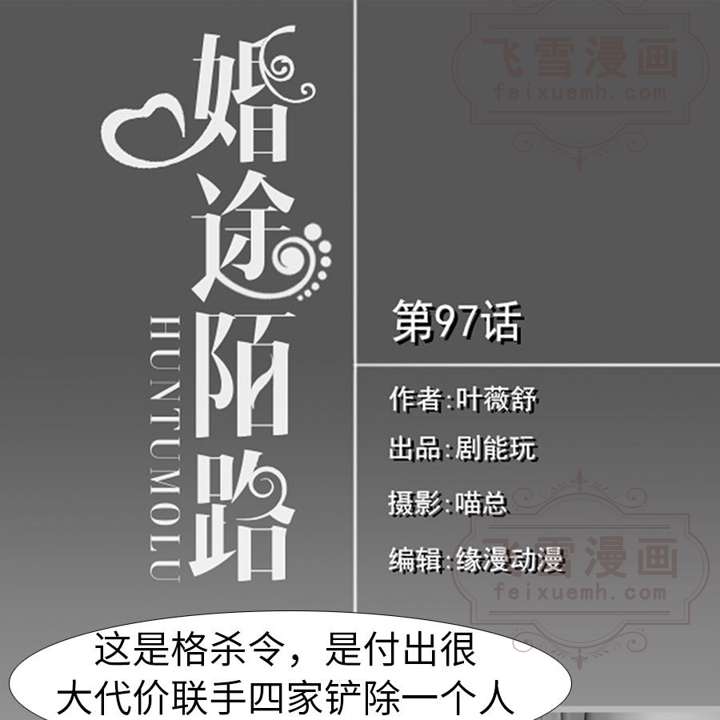 飞雪漫画
feixuemh.com
婚途陌路
HUNTUMOLU
第97话
作者:叶薇舒
出品:剧能玩
摄影:喵总
编辑:缘漫动漫
飞雪漫画
feixuemh.com
这是格杀令，是付出很
大代价联手四家铲除一个人